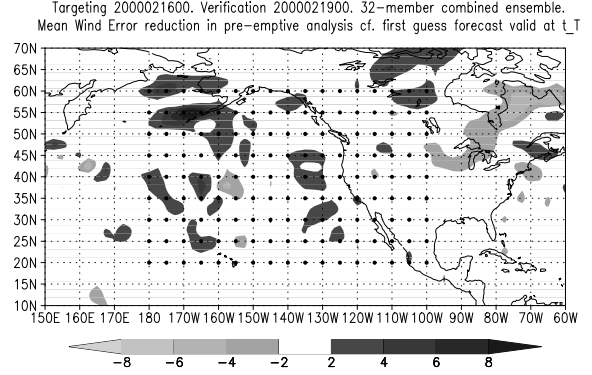 Targeting 2000021600. Verification 2000021900. 32-member combined ensemble.
Mean Wind Error reduction in pre-emptive analysis cf. first guess forecast valid at t_T
70N
65N
60N
55N
50N
45N
40N
35N
30N
25N
20N
15N
10N
150E 160E 170E 180 170W 160W 150W 140W 130W 120W 110W 100W 90W 80W 70W 60W
-8 -6 -4 -2 2 4 6 8